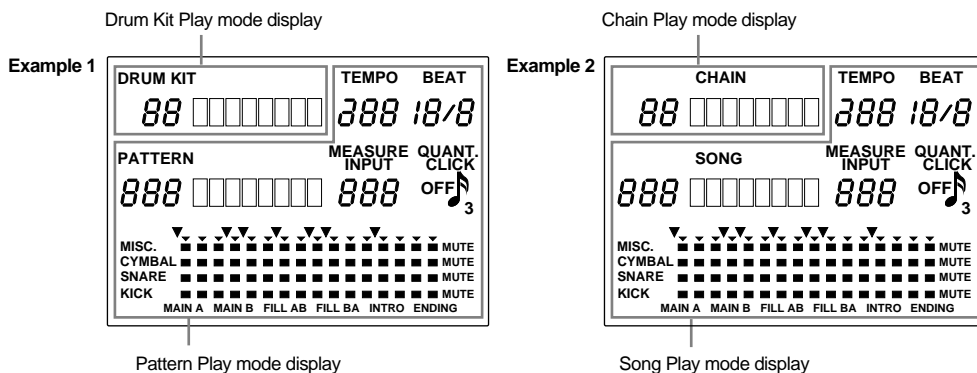 Drum Kit Play mode display
Example 1
DRUM KIT
TEMPO BEAT
88 288 18/8
PATTERN
MEASURE QUANT.
INPUT CLICK
888 888 OFF 3
MISC. MUTE
CYMBAL MUTE
SNARE MUTE
KICK MUTE
MAIN A MAIN B FILL AB FILL BA INTRO ENDING
Pattern Play mode display
Chain Play mode display
Example 2
CHAIN
TEMPO BEAT
88 288 18/8
SONG
MEASURE QUANT.
INPUT CLICK
888 888 OFF 3
MISC. MUTE
CYMBAL MUTE
SNARE MUTE
KICK MUTE
MAIN A MAIN B FILL AB FILL BA INTRO ENDING
Song Play mode display